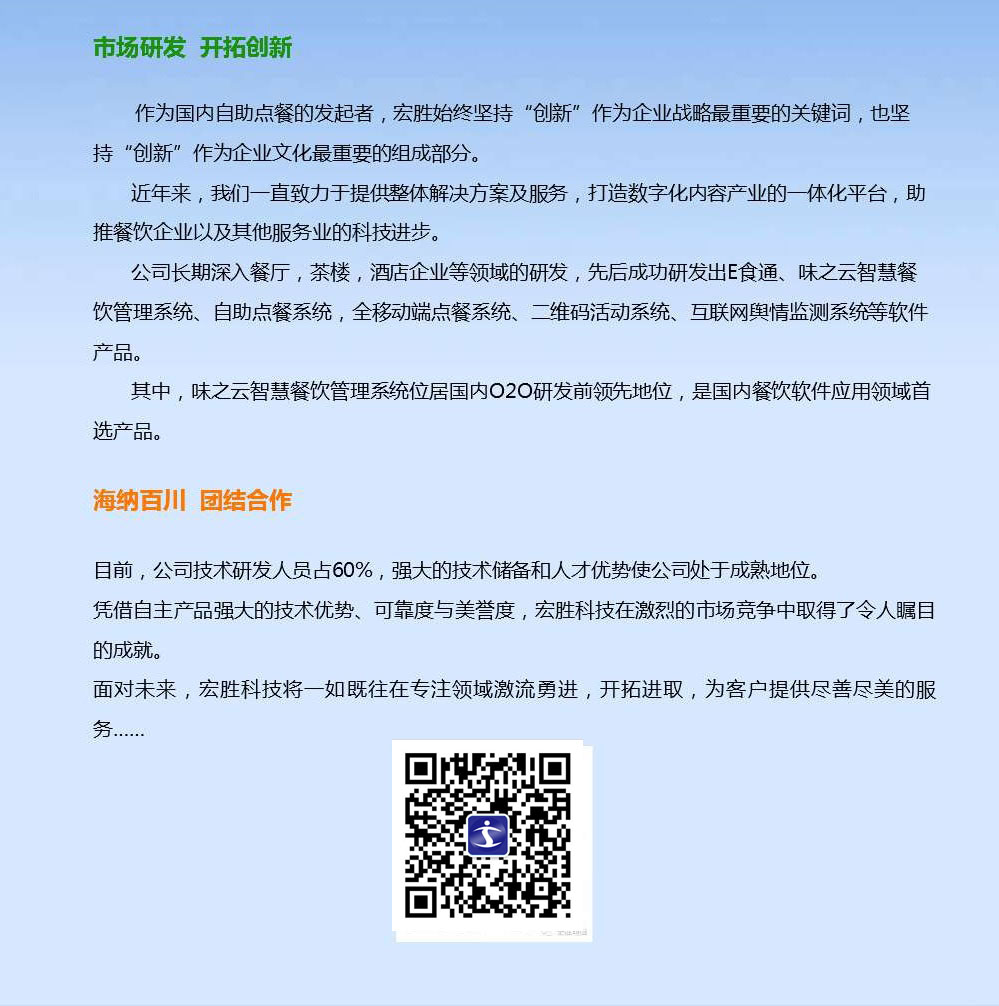 市场研发 开拓创新
作为国内自助点餐的发起者，宏胜始终坚持“创新”作为企业战略最重要的关键词，也坚
持“创新”作为企业文化最重要的组成部分。
近年来，我们一直致力于提供整体解决方案及服务，打造数字化内容产业的一体化平台，助
推餐饮企业以及其他服务业的科技进步。
公司长期深入餐厅，茶楼，酒店企业等领域的研发，先后成功研发出E食通、味之云智慧餐
饮管理系统、自助点餐系统，全移动端点餐系统、二维码活动系统、互联网舆情监测系统等软件
产品。
其中，味之云智慧餐饮管理系统位居国内O2O研发前领先地位，是国内餐饮软件应用领域首
选产品。
海纳百川 团结合作
目前，公司技术研发人员占60%，强大的技术储备和人才优势使公司处于成熟地位。
凭借自主产品强大的技术优势、可靠度与美誉度，宏胜科技在激烈的市场竞争中取得了令人瞩目
的成就。
面对未来，宏胜科技将一如既往在专注领域激流勇进，开拓进取，为客户提供尽善尽美的服
务......